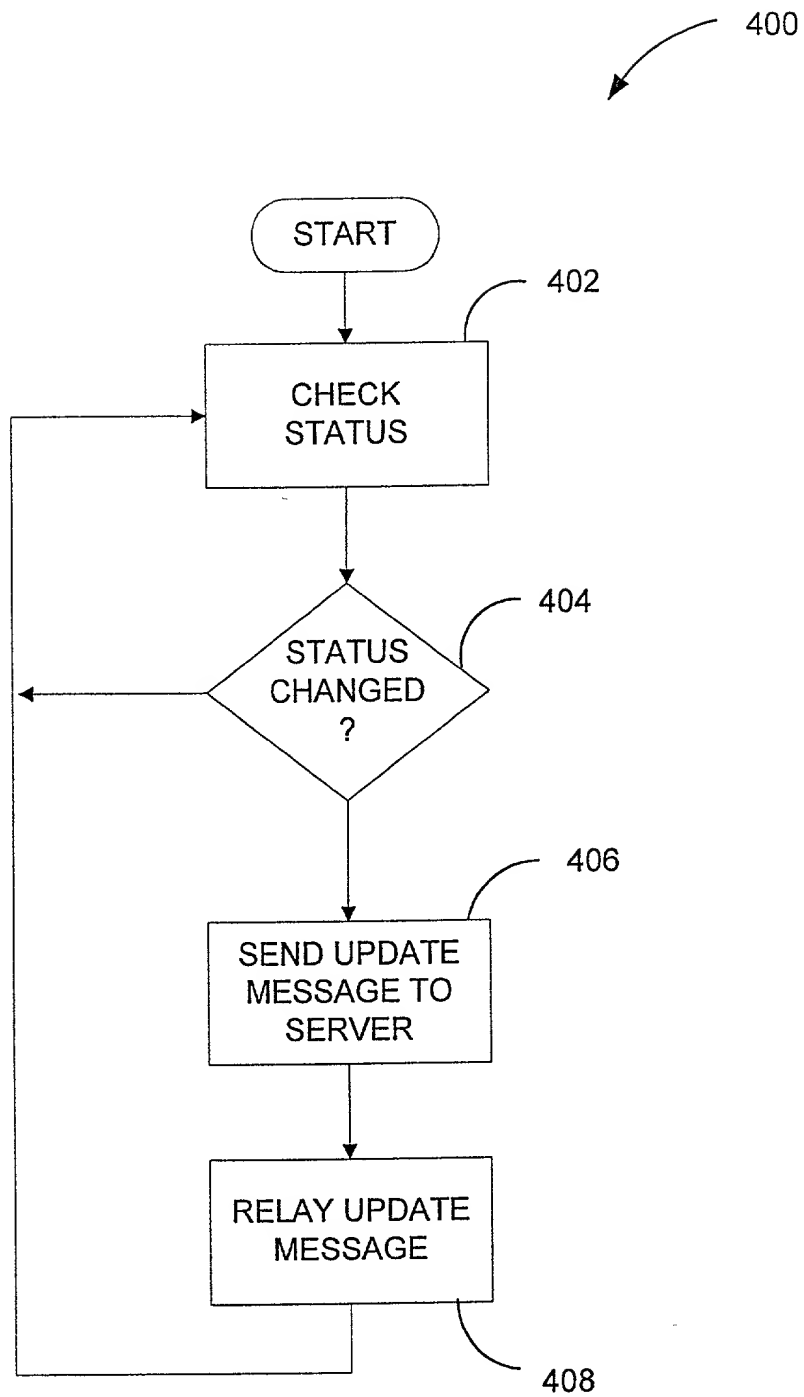 400
START
402
CHECK
STATUS
404
STATUS
CHANGED
?
406
SEND UPDATE
MESSAGE TO
SERVER
RELAY UPDATE
MESSAGE
408